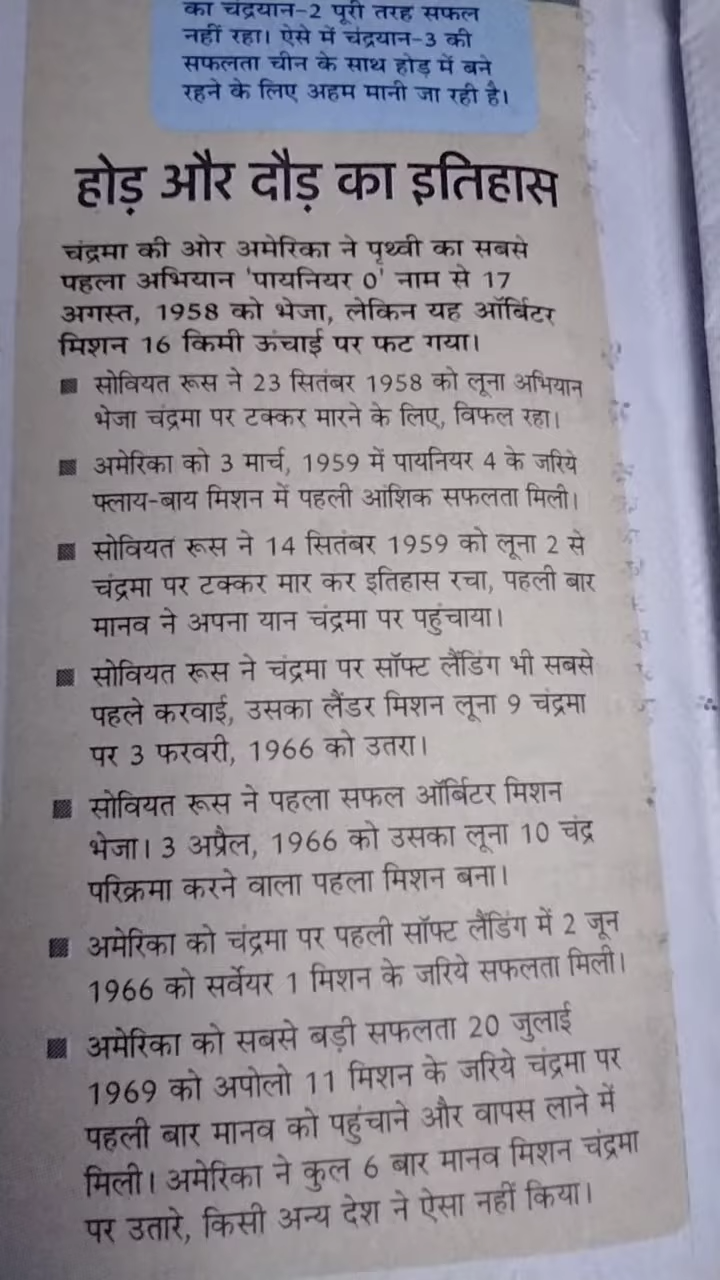 का चंद्रयान-2 पूरी तरह सफल
नहीं रहा। ऐसे में चंद्रयान-3 की
सफलता चीन के साथ होड़ में बने
रहने के लिए अहम मानी जा रही है।
होड़ और दौड़ का इतिहास
चंद्रमा की ओर अमेरिका ने पृथ्वी का सबसे
पहला अभियान 'पायनियर 0' नाम से 17
अगस्त, 1958 को भेजा, लेकिन यह ऑर्बिटर
मिशन 16 किमी ऊंचाई पर फट गया।
■ सोवियत रूस ने 23 सितंबर 1958 को लूना अभियान
भेजा चंद्रमा पर टक्कर मारने के लिए, विफल रहा।
■ अमेरिका को 3 मार्च, 1959 में पायनियर 4 के जरिये
फ्लाय-बाय मिशन में पहली आंशिक सफलता मिली।
■ सोवियत रूस ने 14 सितंबर 1959 को लूना 2 से
चंद्रमा पर टक्कर मार कर इतिहास रचा, पहली बार
मानव ने अपना यान चंद्रमा पर पहुंचाया।
■ सोवियत रूस ने चंद्रमा पर सॉफ्ट लैंडिंग भी सबसे
पहले करवाई, उसका लैंडर मिशन लूना 9 चंद्रमा
पर 3 फरवरी, 1966 को उतरा।
■ सोवियत रूस ने पहला सफल ऑर्बिटर मिशन
भेजा। 3 अप्रैल, 1966 को उसका लूना 10 चंद्र
परिक्रमा करने वाला पहला मिशन बना।
■ अमेरिका को चंद्रमा पर पहली सॉफ्ट लैंडिंग में 2 जून
1966 को सर्वेयर 1 मिशन के जरिये सफलता मिली।
■ अमेरिका को सबसे बड़ी सफलता 20 जुलाई
1969 को अपोलो 11 मिशन के जरिये चंद्रमा पर
पहली बार मानव को पहुंचाने और वापस लाने में
मिली। अमेरिका ने कुल 6 बार मानव मिशन चंद्रमा
पर उतारे, किसी अन्य देश ने ऐसा नहीं किया।